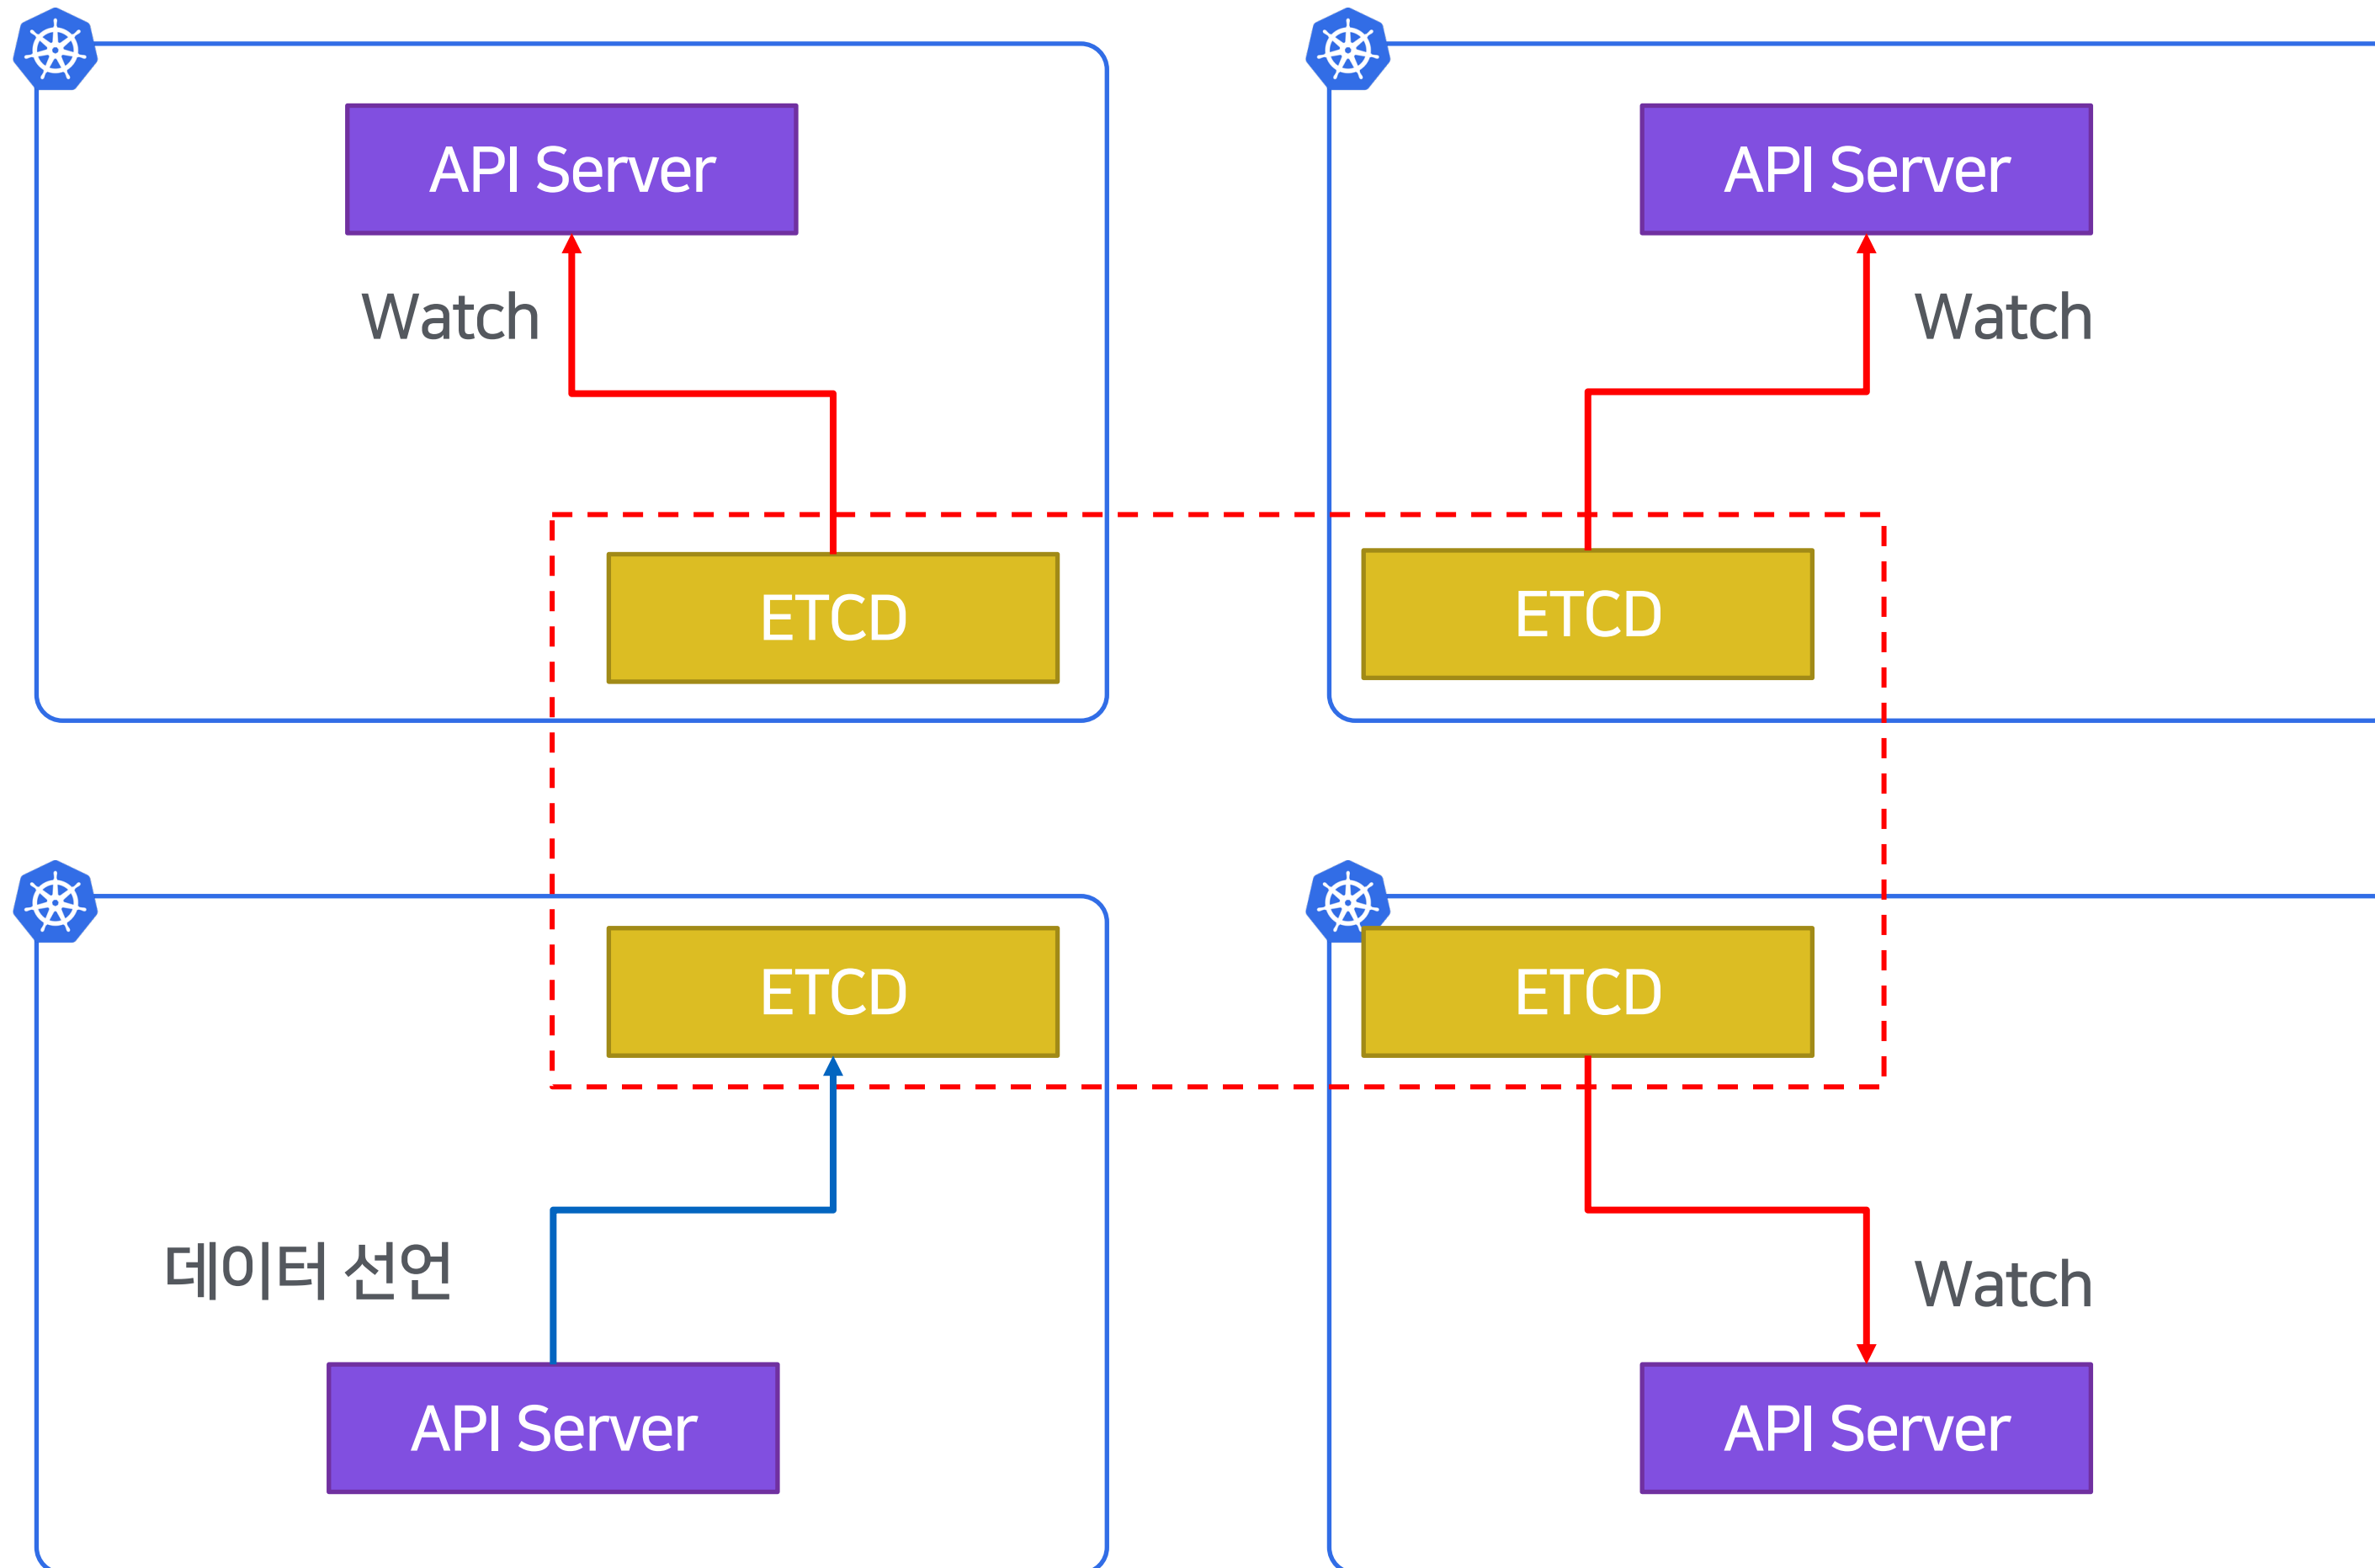 API Server
API Server
Watch
Watch
ETCD
ETCD
ETCD
ETCD
데이터 선언
Watch
API Server
API Server